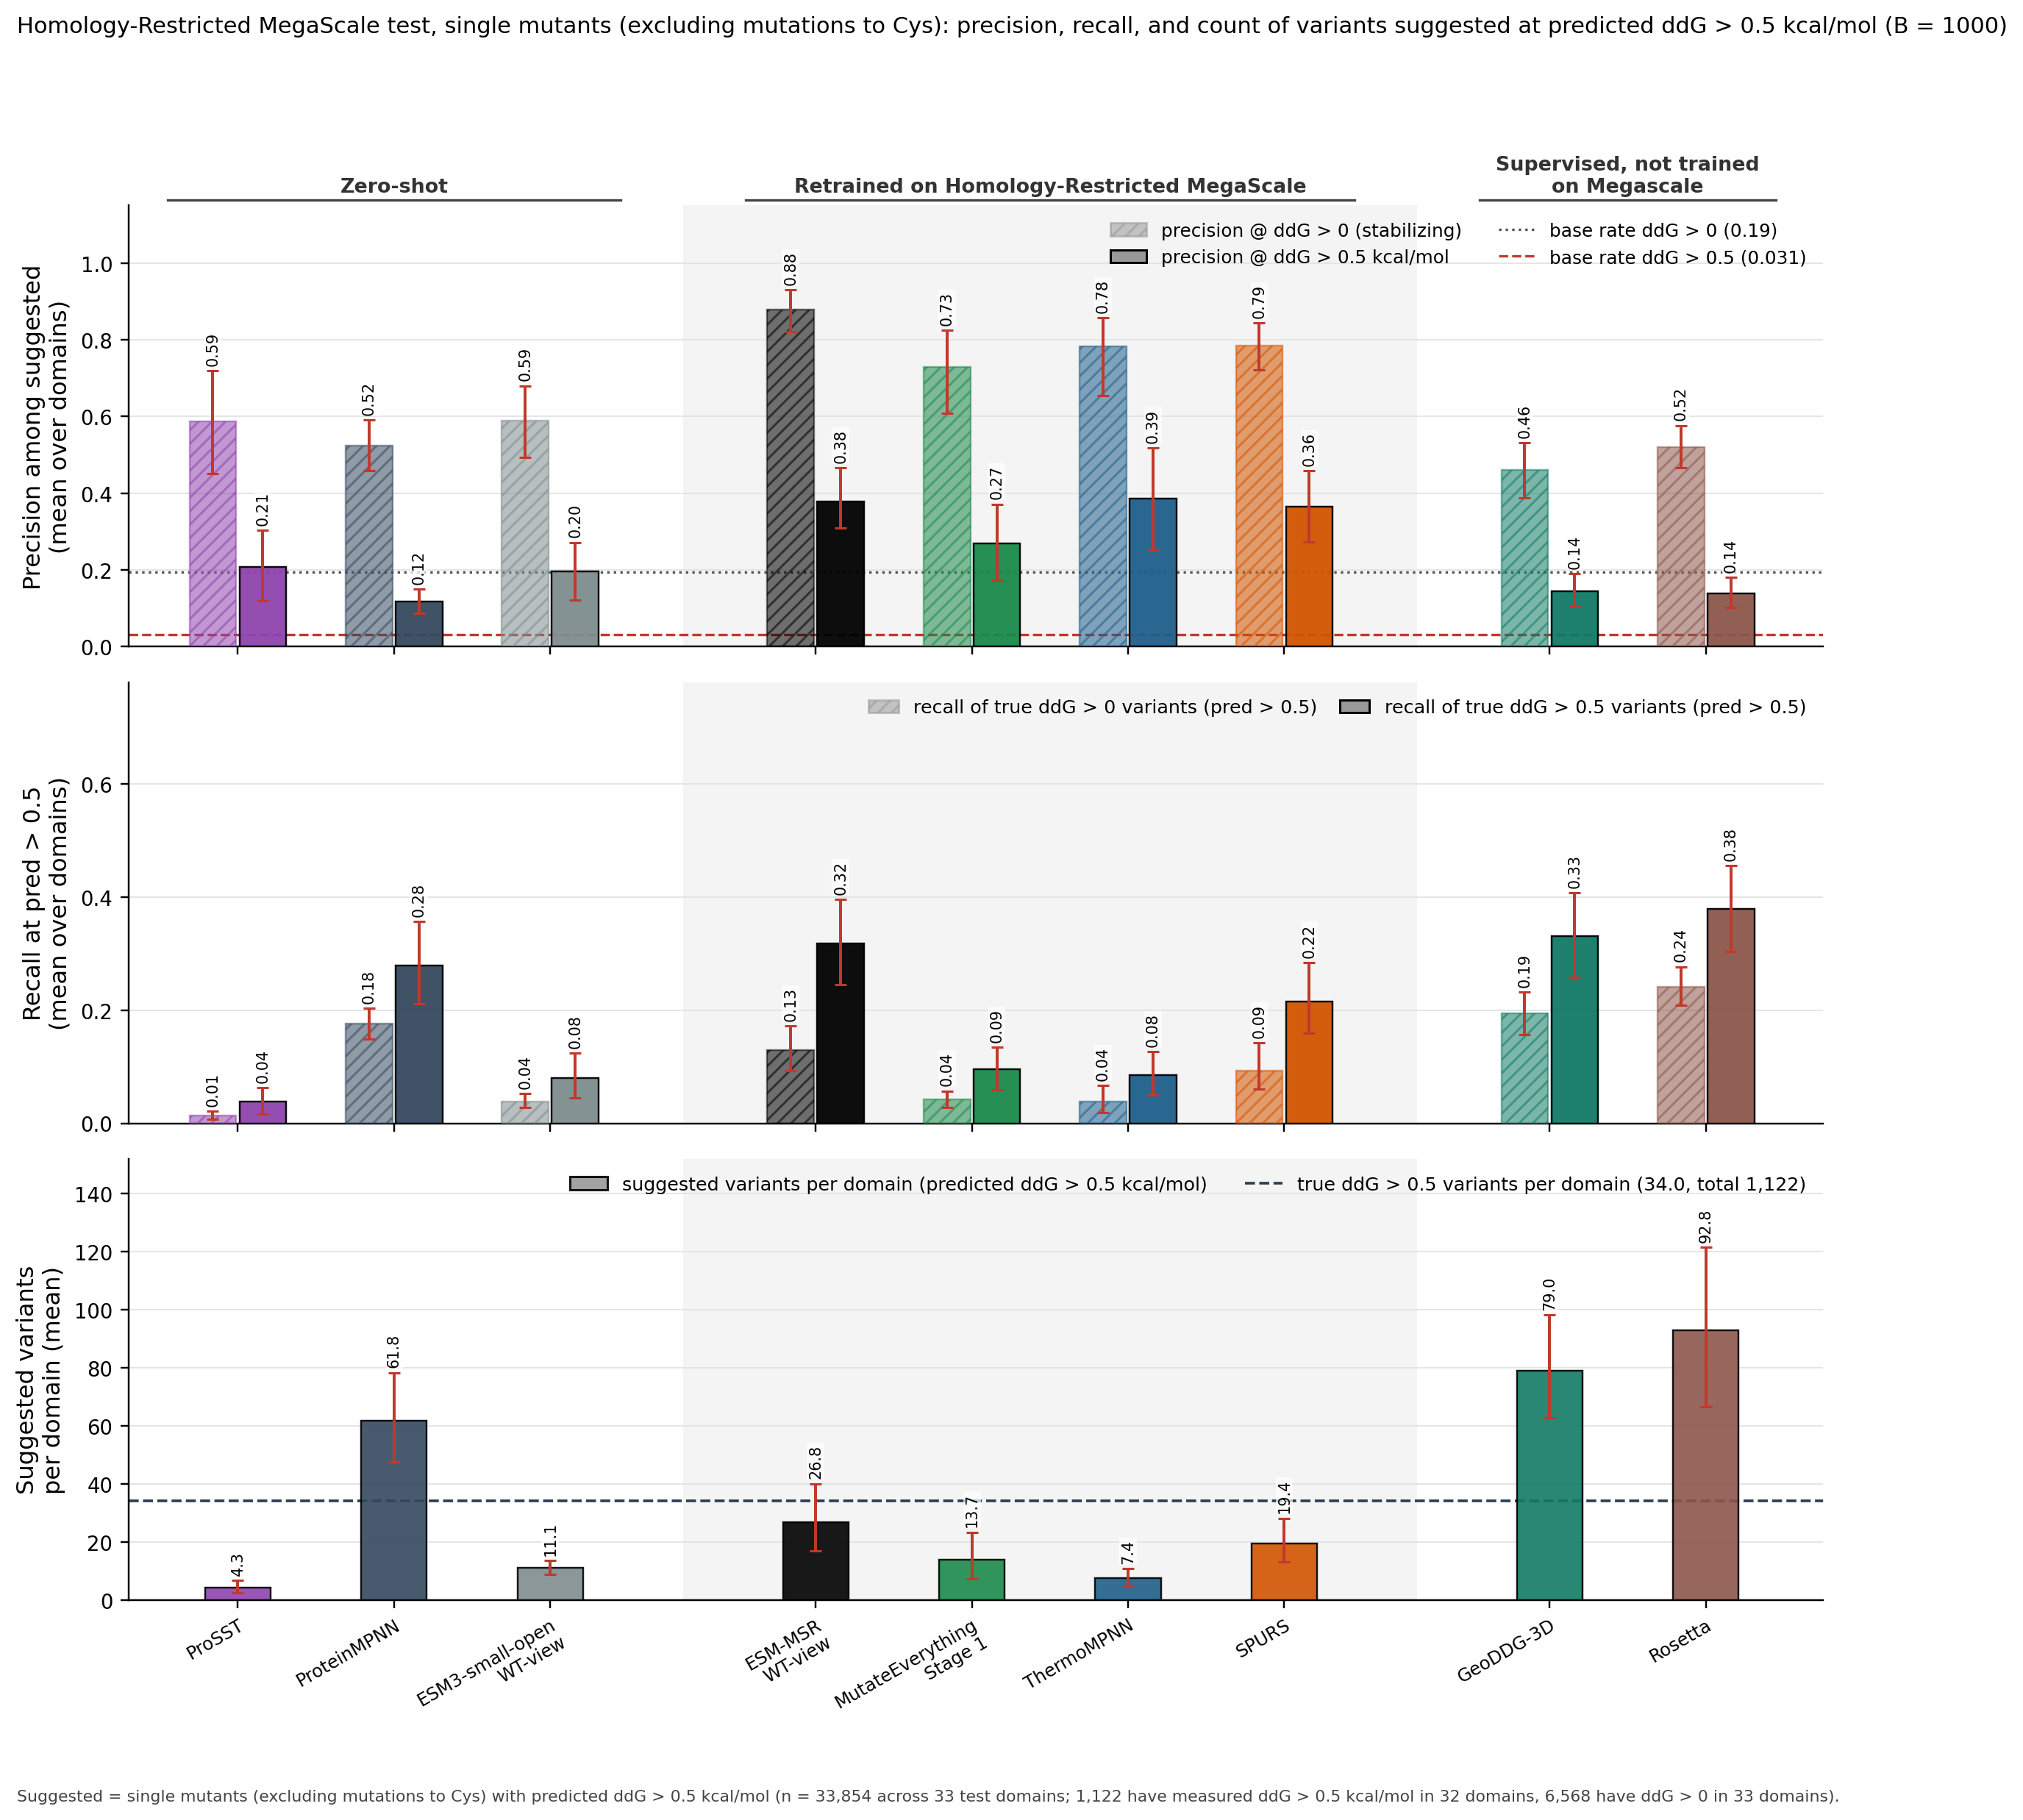 Homology-Restricted MegaScale test, single mutants (excluding mutations to Cys): precision, recall, and count of variants suggested at predicted ddG > 0.5 kcal/mol (B = 1000)
Zero-shot
Retrained on Homology-Restricted MegaScale
Supervised, not trained
on Megascale
Precision among suggested
(mean over domains)
precision @ ddG > 0 (stabilizing)
precision @ ddG > 0.5 kcal/mol
base rate ddG > 0 (0.19)
base rate ddG > 0.5 (0.031)
1.0
0.8
0.6
0.4
0.2
0.0
0.59
0.21
0.52
0.12
0.59
0.20
0.88
0.38
0.73
0.27
0.78
0.39
0.79
0.36
0.46
0.14
0.52
0.14
Recall at pred > 0.5
(mean over domains)
recall of true ddG > 0 variants (pred > 0.5)
recall of true ddG > 0.5 variants (pred > 0.5)
0.6
0.4
0.2
0.0
0.01
0.04
0.18
0.28
0.04
0.08
0.13
0.32
0.04
0.09
0.04
0.08
0.09
0.22
0.19
0.33
0.24
0.38
Suggested variants
per domain (mean)
suggested variants per domain (predicted ddG > 0.5 kcal/mol)
true ddG > 0.5 variants per domain (34.0, total 1,122)
140
120
100
80
60
40
20
0
4.3
61.8
11.1
26.8
13.7
7.4
19.4
79.0
92.8
ProSST
ProteinMPNN
ESM3-small-open
WT-view
ESM-MSR
WT-view
MutateEverything
Stage 1
ThermoMPNN
SPURS
GeoDDG-3D
Rosetta
Suggested = single mutants (excluding mutations to Cys) with predicted ddG > 0.5 kcal/mol (n = 33,854 across 33 test domains; 1,122 have measured ddG > 0.5 kcal/mol in 32 domains, 6,568 have ddG > 0 in 33 domains).